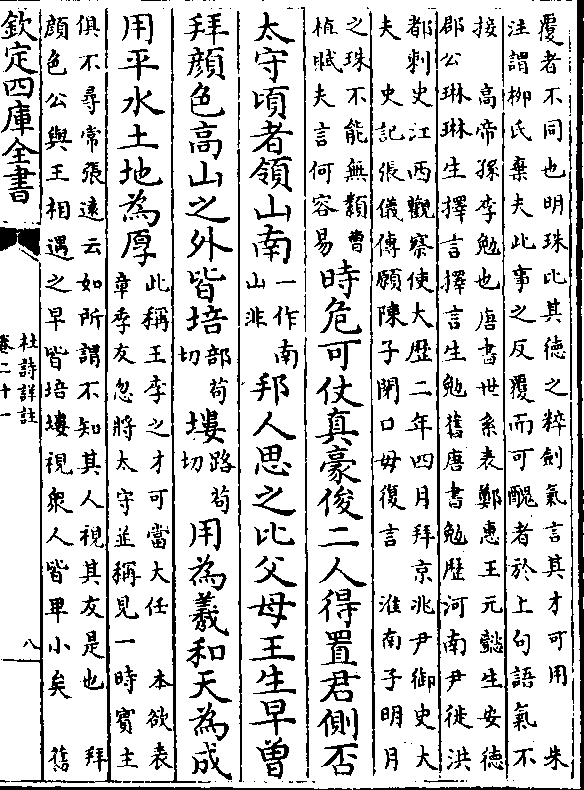 覆者不同也明珠比其德之粹劍氣言其才可用　朱
注謂柳氏棄夫此事之反覆而可醜者於上句語氣不
接　高帝孫李勉也唐書世系表鄭惠王元懿生安德
郡公琳琳生擇言擇言生勉舊唐書勉歷河南尹徙洪
都刺史江西觀察使大歷二年四月拜京兆尹御史大
夫　史記張儀傳願陳子閉口毋復言　淮南子明月
之珠不能無纇　曹
植賦夫言何容易
時危可仗真豪俊二人得置君側否
太守頃者領山南
一作南
山非
邦人思之比父母王生早曽
拜顔色高山之外皆培
部苟
切
塿
路苟
切
用為羲和天為成
用平水土地為厚
此稱王李之才可當大任　本欲表
章李友忽將太守並稱見一時賓主
俱不尋常張遠云如所謂不知其人視其友是也　拜
顔色公與王相遇之早皆培塿視衆人皆卑小矣　舊
欽定四庫全書
杜詩詳註
卷二十一
八